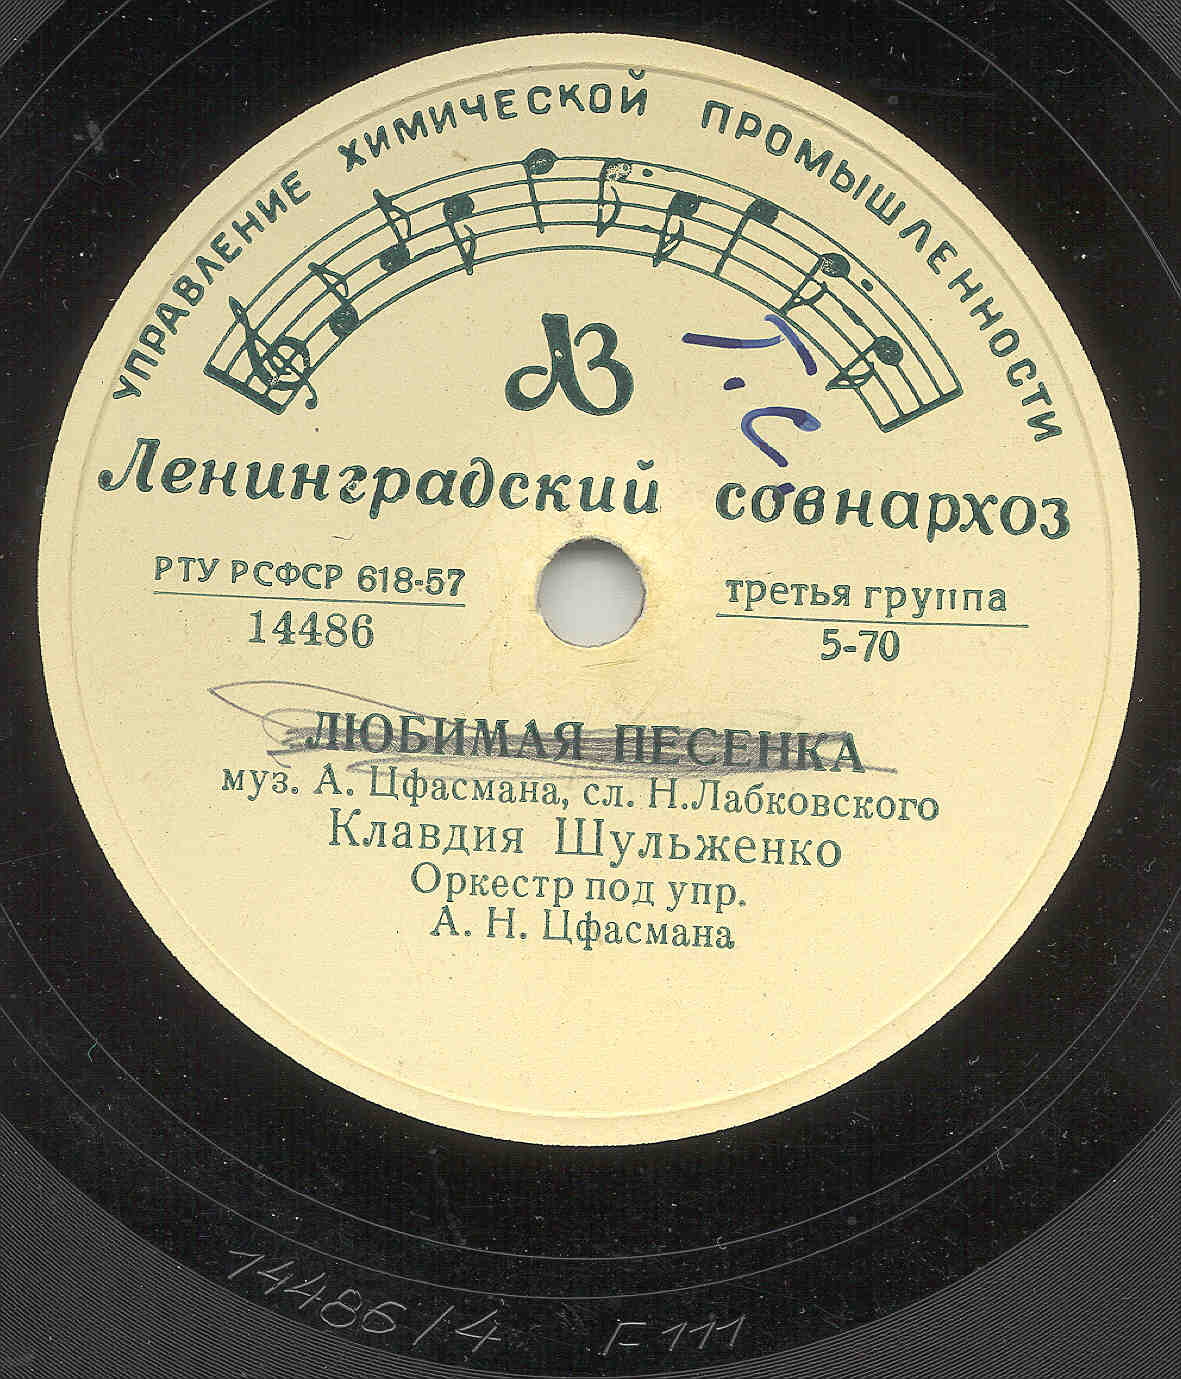 УПРАВЛЕНИЕ ХИМИЧЕСКОЙ ПРОМЫШЛЕННОСТИ
ЛЗ
Ленинградский совнархоз
РТУ РСФСР 618-57
14486
третья группа
5-70
ЛЮБИМАЯ ПЕСЕНКА
муз. А. Цфасмана, сл. Н.Лабковского
Клавдия Шульженко
Оркестр под упр.
А. Н. Цфасмана
14486/4 F111